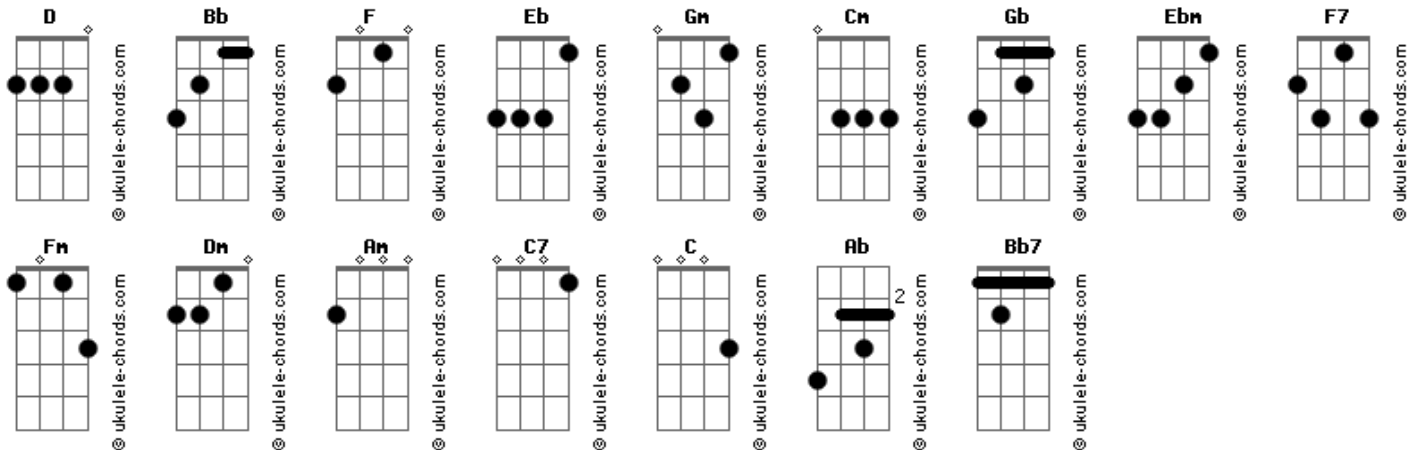 D Bb F Eb Gm Cm Gb Ebm F7
© ukulele-chords.com © ukulele-chords.com © ukulele-chords.com © ukulele-chords.com © ukulele-chords.com © ukulele-chords.com © ukulele-chords.com © ukulele-chords.com © ukulele-chords.com
Fm Dm Am C7 C Ab Bb7
2
© ukulele-chords.com © ukulele-chords.com © ukulele-chords.com © ukulele-chords.com © ukulele-chords.com © ukulele-chords.com © ukulele-chords.com